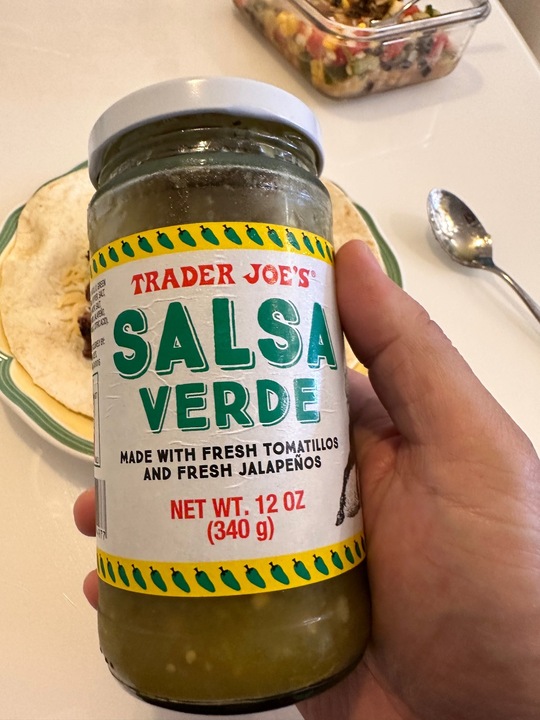 TRADER JOE'S®
SALSA
VERDE
MADE WITH FRESH TOMATILLOS
AND FRESH JALAPEÑOS
NET WT. 12 OZ
(340 g)